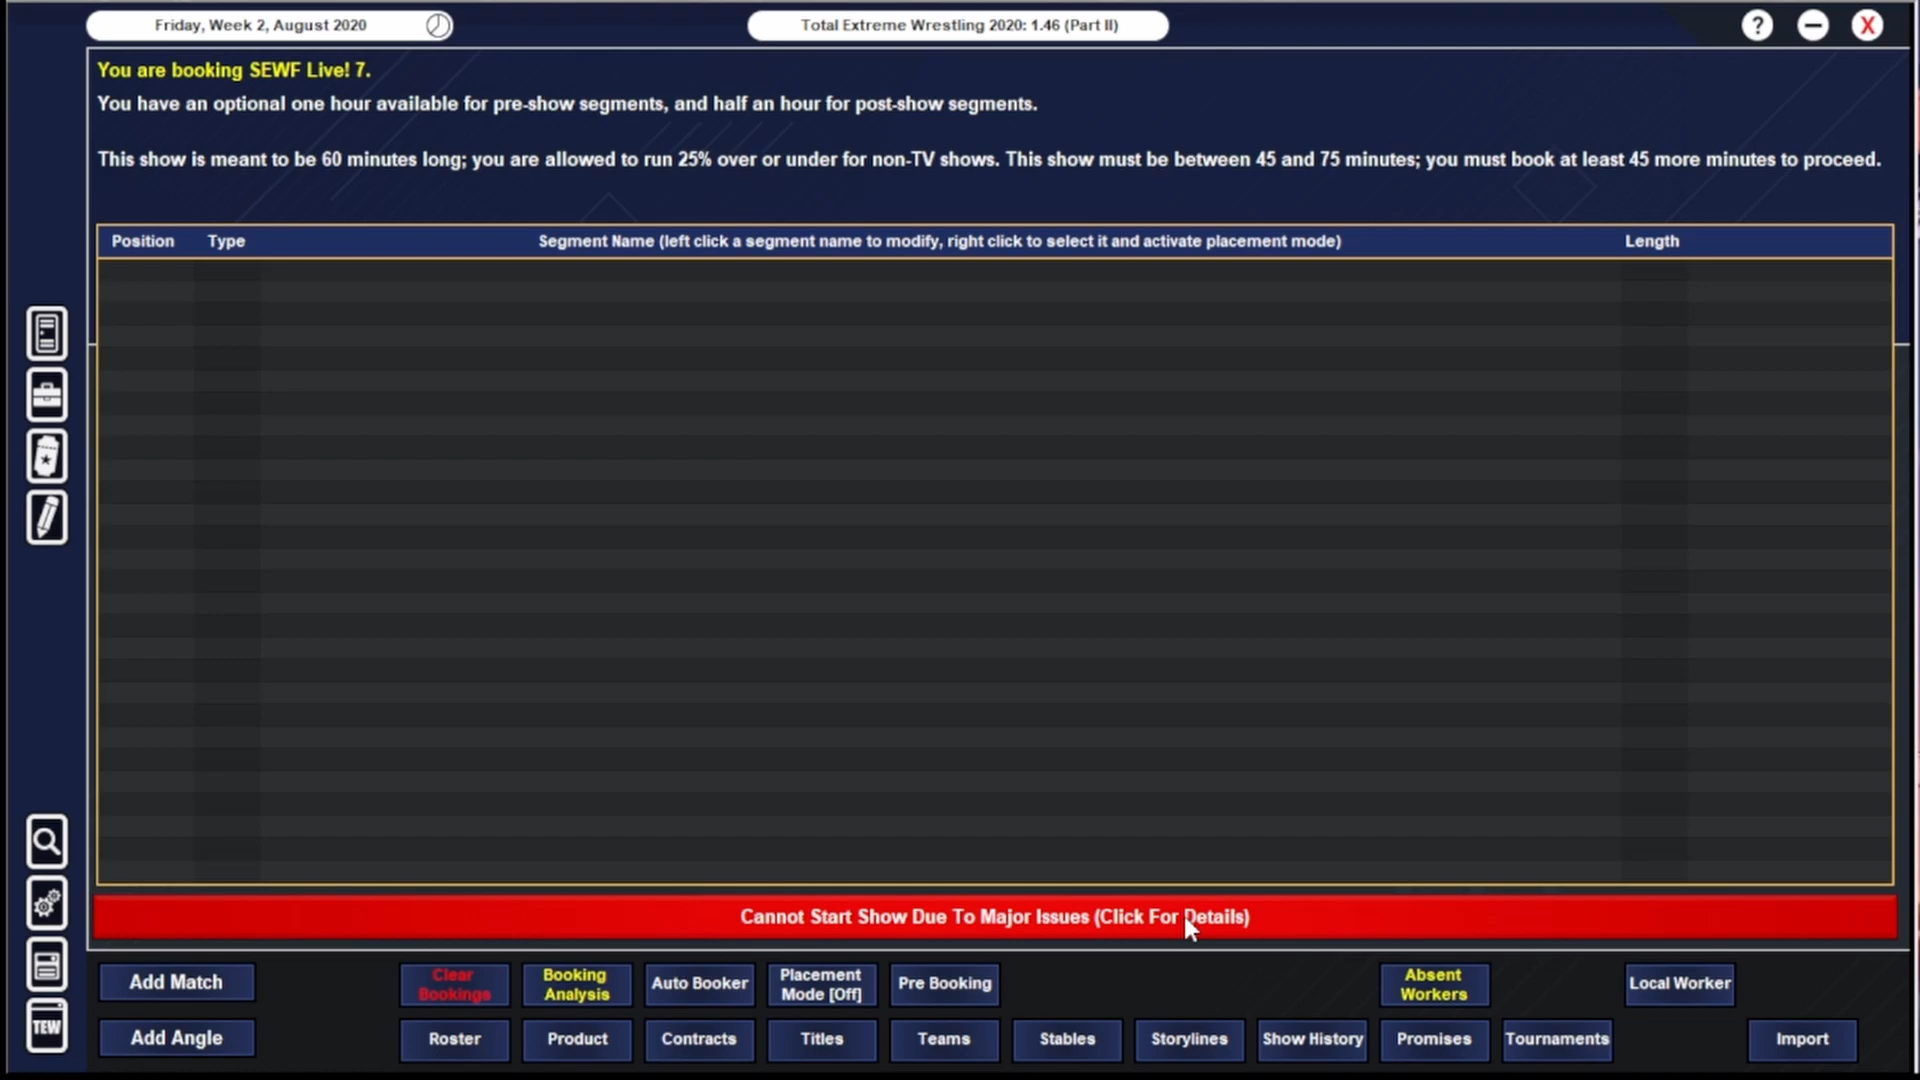 Friday, Week 2, August 2020
Total Extreme Wrestling 2020: 1.46 (Part II)
?
X
You are booking SEWF Live! 7.
You have an optional one hour available for pre-show segments, and half an hour for post-show segments.
This show is meant to be 60 minutes long; you are allowed to run 25% over or under for non-TV shows. This show must be between 45 and 75 minutes; you must book at least 45 more minutes to proceed.
Position Type Segment Name (left click a segment name to modify, right click to select it and activate placement mode) Length
Cannot Start Show Due To Major Issues (Click For Details)
Add Match
Clear
Bookings
Booking
Analysis
Auto Booker
Placement
Mode [Off]
Pre Booking
Absent
Workers
Local Worker
TEW
Add Angle
Roster
Product
Contracts
Titles
Teams
Stables
Storylines
Show History
Promises
Tournaments
Import